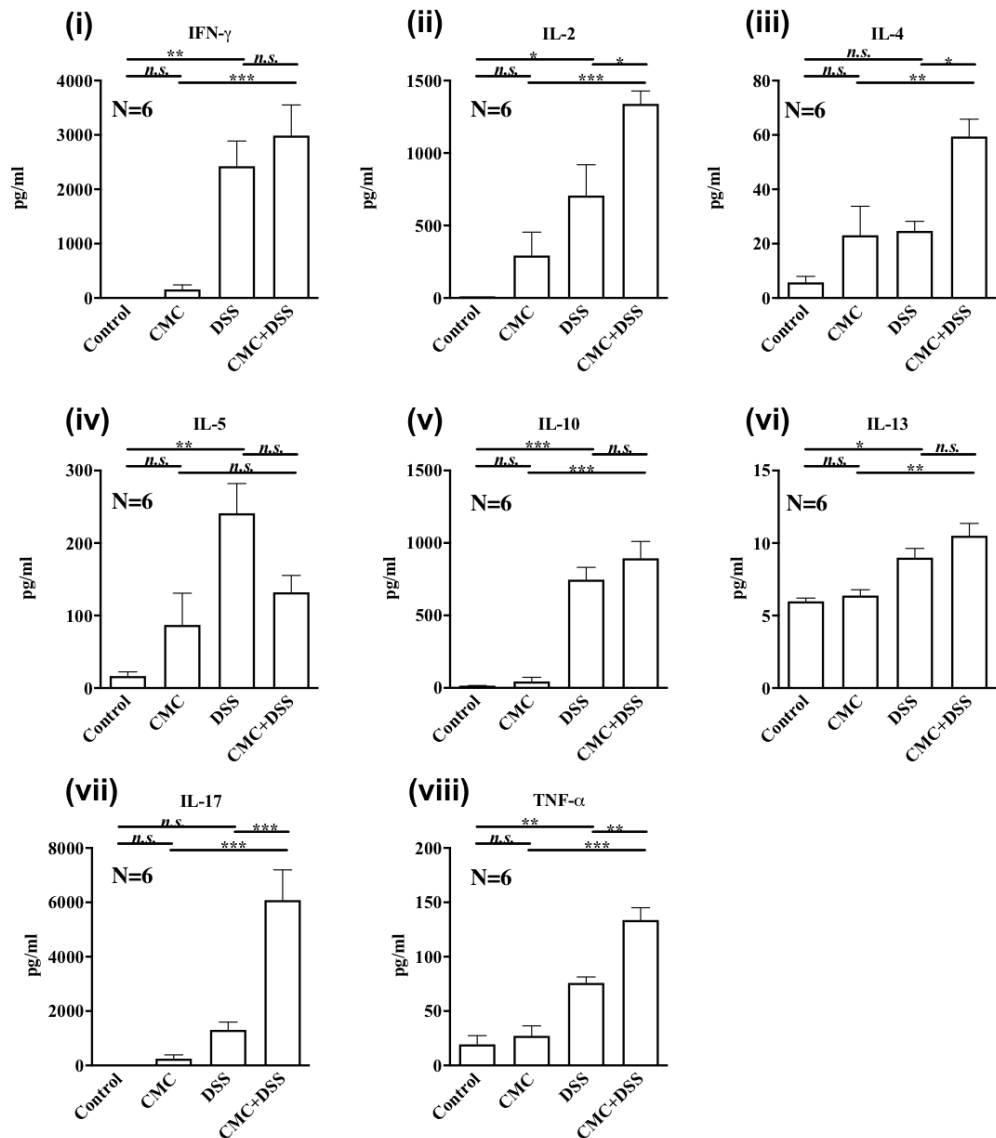 (i)
IFN-γ
**
n.s.
n.s.
***
N=6
pg/ml
4000
3000
2000
1000
0
Control
CMC
DSS
CMC+DSS
(ii)
IL-2
*
n.s.
*
***
N=6
pg/ml
1500
1000
500
0
Control
CMC
DSS
CMC+DSS
(iii)
IL-4
n.s.
n.s.
*
**
N=6
pg/ml
80
60
40
20
0
Control
CMC
DSS
CMC+DSS
(iv)
IL-5
**
n.s.
n.s.
n.s.
N=6
pg/ml
300
200
100
0
Control
CMC
DSS
CMC+DSS
(v)
IL-10
***
n.s.
n.s.
***
N=6
pg/ml
1500
1000
500
0
Control
CMC
DSS
CMC+DSS
(vi)
IL-13
*
n.s.
n.s.
**
N=6
pg/ml
15
10
5
0
Control
CMC
DSS
CMC+DSS
(vii)
IL-17
n.s.
n.s.
***
***
N=6
pg/ml
8000
6000
4000
2000
0
Control
CMC
DSS
CMC+DSS
(viii)
TNF-α
**
n.s.
**
***
N=6
pg/ml
200
150
100
50
0
Control
CMC
DSS
CMC+DSS